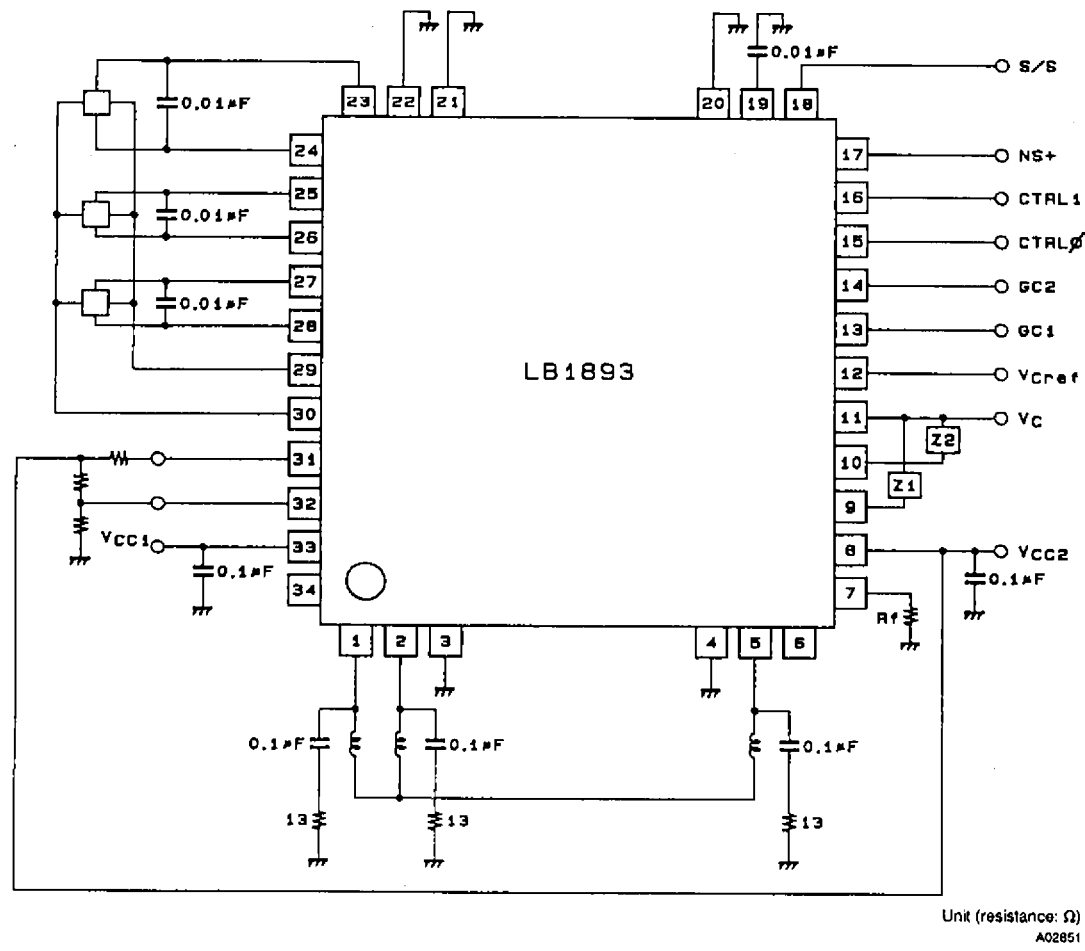 22 21 20 19 18
0.01µF
S/S
23
0.01µF
24
17 NS+
25
16 CTRL1
0.01µF
26
15 CTRLØ
27
14 GC2
0.01µF
28
13 GC1
LB1893
29
12 VCref
30
11 VC
Z2
31
10
Z1
32
9
VCC1
33
8 VCC2
0.1µF
0.1µF
34
7
Rf
1 2 3 4 5 6
0.1µF 0.1µF 0.1µF
13 13 13
Unit (resistance: Ω)
A02851